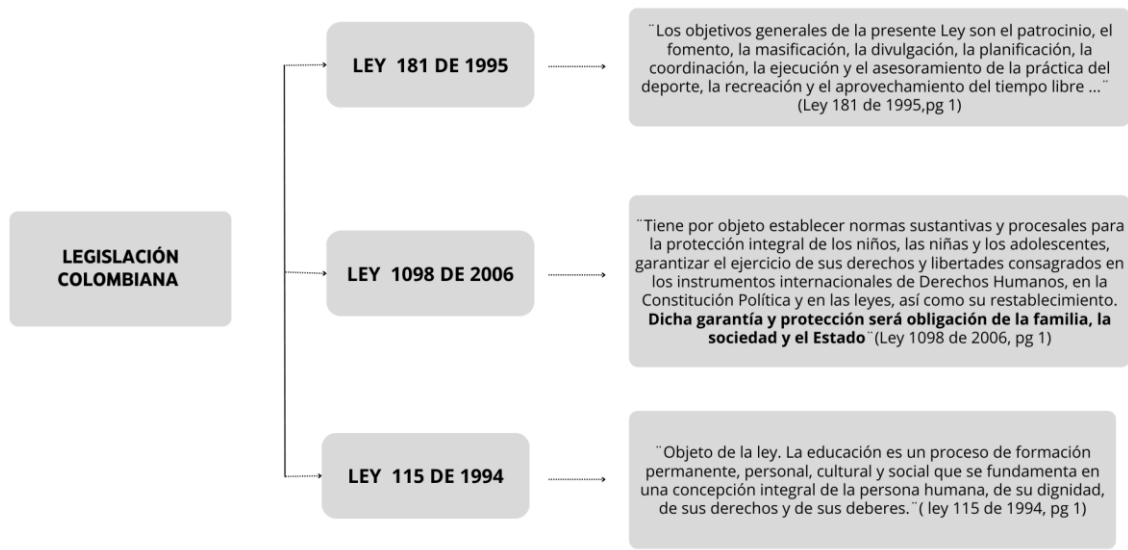 LEGISLACIÓN
COLOMBIANA
LEY 181 DE 1995
¨Los objetivos generales de la presente Ley son el patrocinio, el
fomento, la masificación, la divulgación, la planificación, la
coordinación, la ejecución y el asesoramiento de la práctica del
deporte, la recreación y el aprovechamiento del tiempo libre ...¨
(Ley 181 de 1995,pg 1)
LEY 1098 DE 2006
¨Tiene por objeto establecer normas sustantivas y procesales para
la protección integral de los niños, las niñas y los adolescentes,
garantizar el ejercicio de sus derechos y libertades consagrados en
los instrumentos internacionales de Derechos Humanos, en la
Constitución Política y en las leyes, así como su restablecimiento.
Dicha garantía y protección será obligación de la familia, la
sociedad y el Estado¨(Ley 1098 de 2006, pg 1)
LEY 115 DE 1994
¨Objeto de la ley. La educación es un proceso de formación
permanente, personal, cultural y social que se fundamenta en
una concepción integral de la persona humana, de su dignidad,
de sus derechos y de sus deberes.¨( ley 115 de 1994, pg 1)